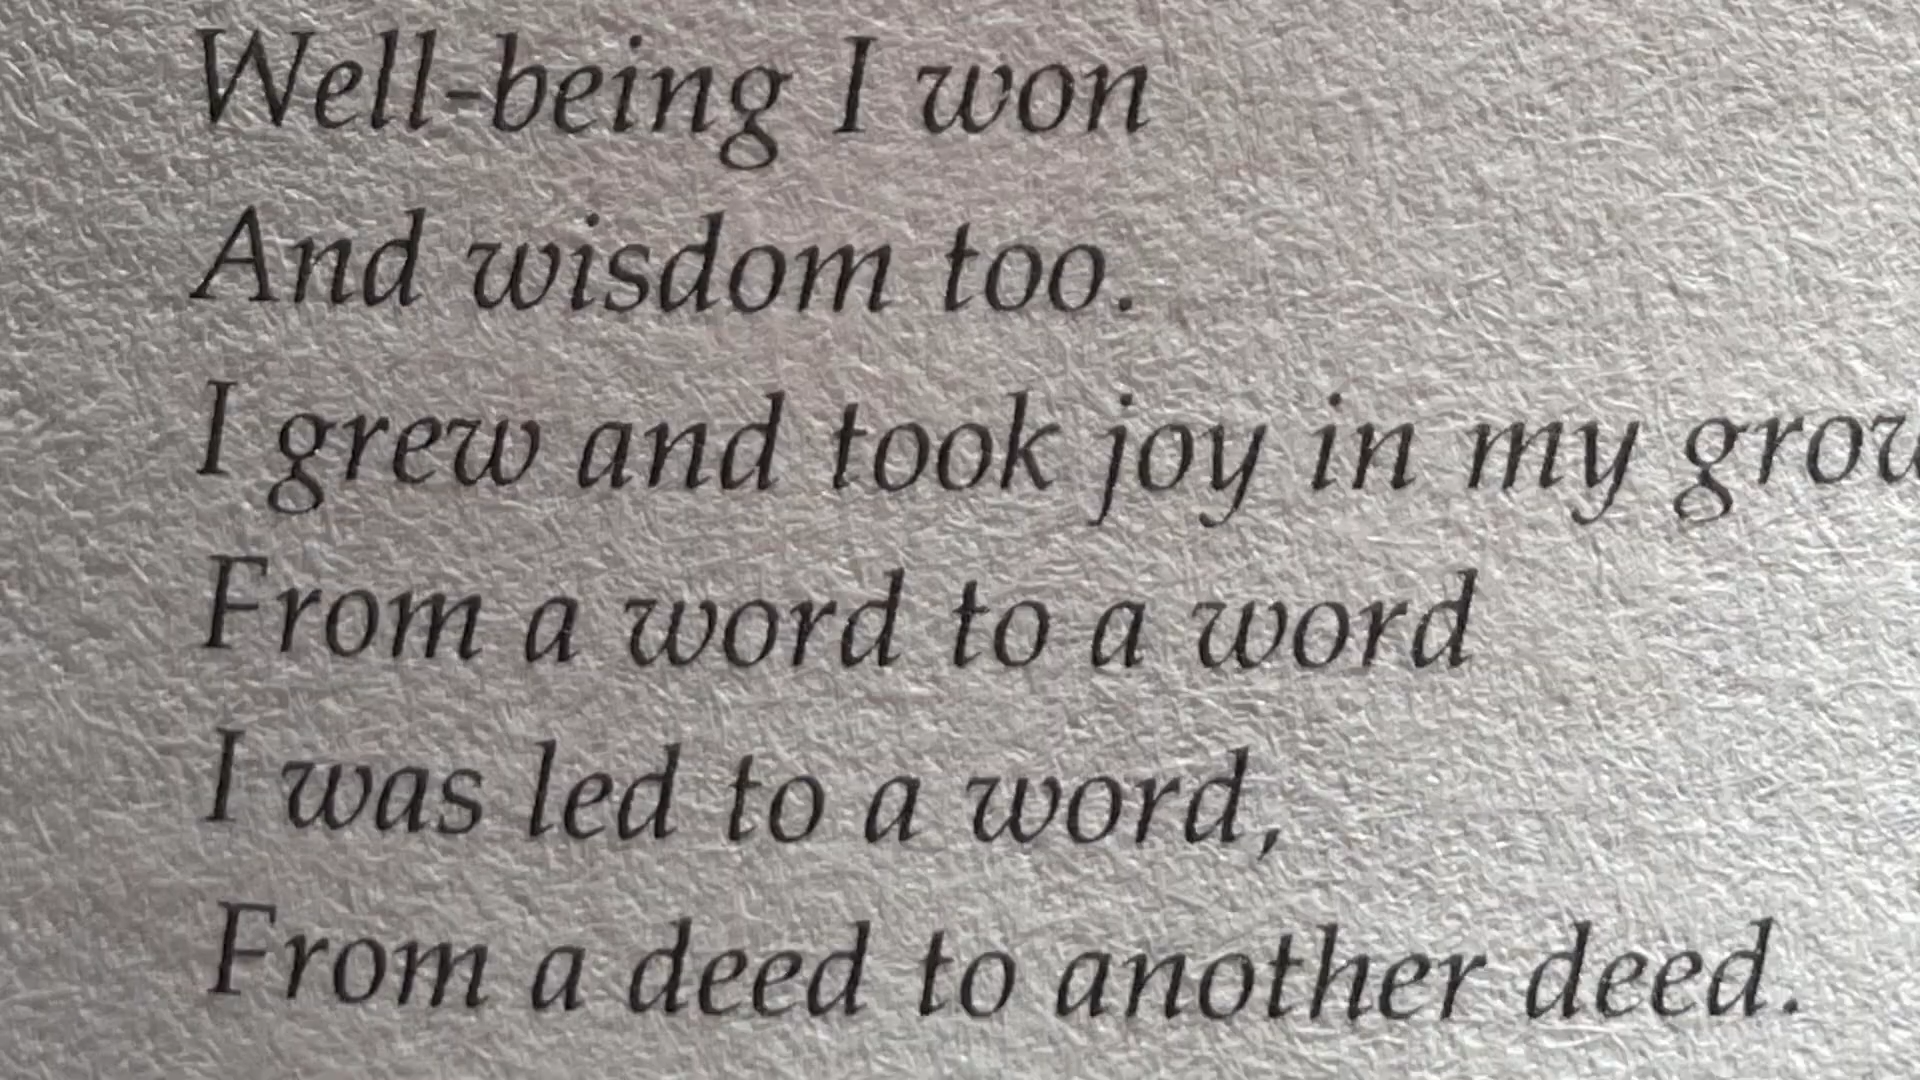 Well-being I won
And wisdom too.
I grew and took joy in my
From a word to a word
I was led to a word,
From a deed to another deed.